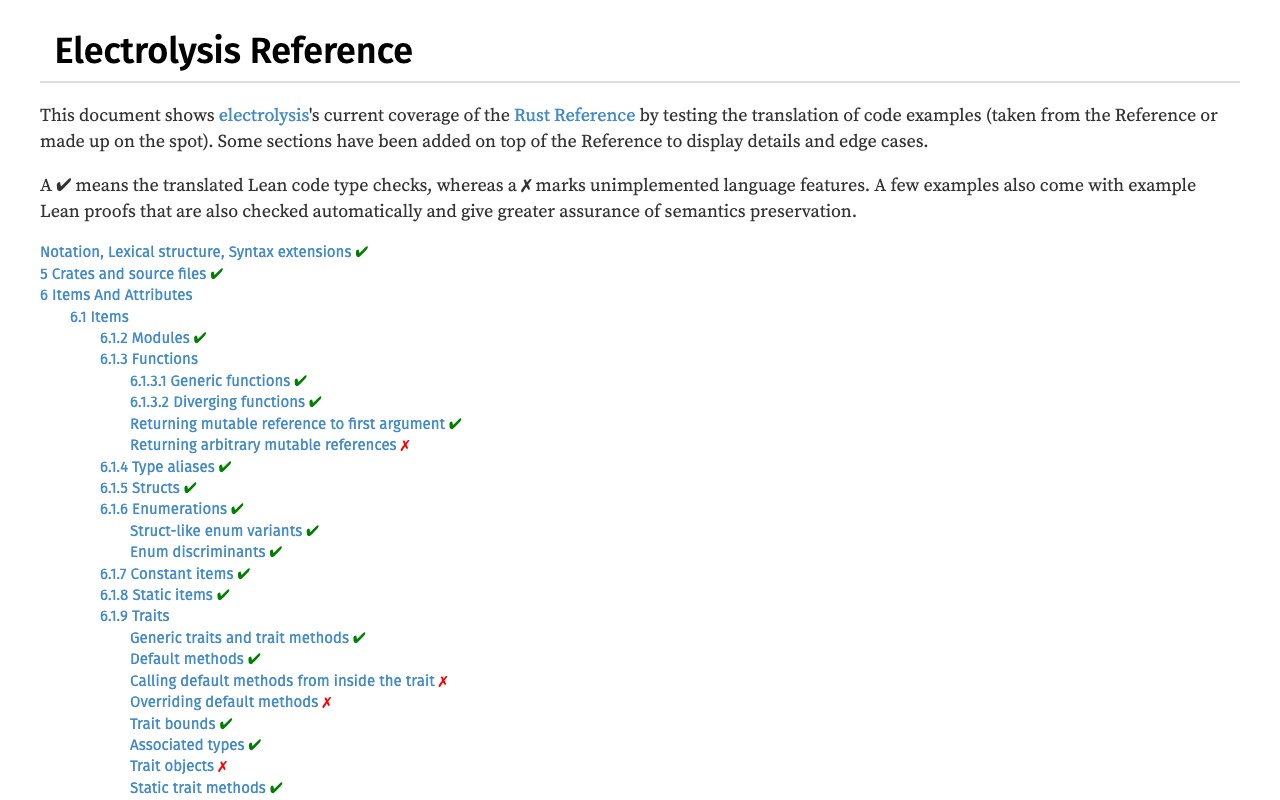 Electrolysis Reference
This document shows electrolysis's current coverage of the Rust Reference by testing the translation of code examples (taken from the Reference or
made up on the spot). Some sections have been added on top of the Reference to display details and edge cases.
A ✔ means the translated Lean code type checks, whereas a ✗ marks unimplemented language features. A few examples also come with example
Lean proofs that are also checked automatically and give greater assurance of semantics preservation.
Notation, Lexical structure, Syntax extensions ✔
5 Crates and source files ✔
6 Items And Attributes
6.1 Items
6.1.2 Modules ✔
6.1.3 Functions
6.1.3.1 Generic functions ✔
6.1.3.2 Diverging functions ✔
Returning mutable reference to first argument ✔
Returning arbitrary mutable references ✗
6.1.4 Type aliases ✔
6.1.5 Structs ✔
6.1.6 Enumerations ✔
Struct-like enum variants ✔
Enum discriminants ✔
6.1.7 Constant items ✔
6.1.8 Static items ✔
6.1.9 Traits
Generic traits and trait methods ✔
Default methods ✔
Calling default methods from inside the trait ✗
Overriding default methods ✗
Trait bounds ✔
Associated types ✔
Trait objects ✗
Static trait methods ✔